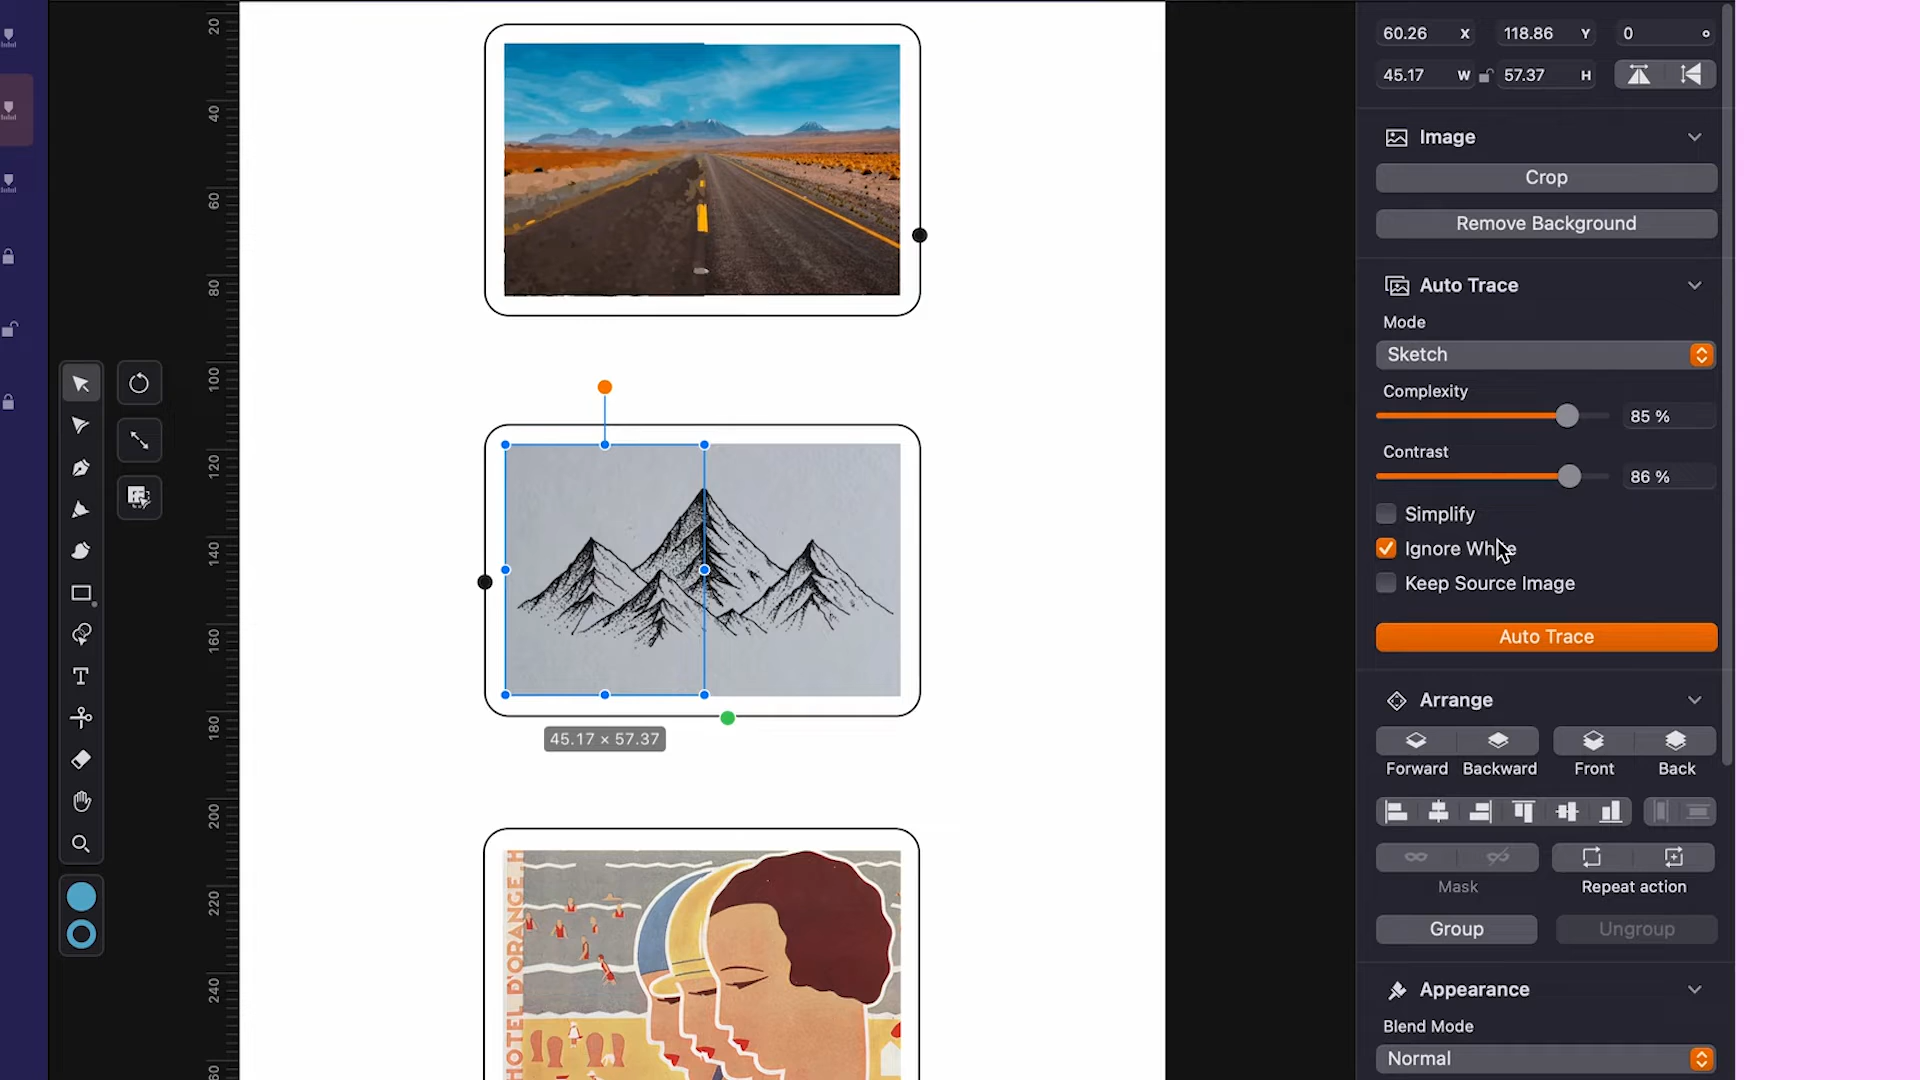 20
40
60
80
100
120
140
160
180
200
220
240
45.17 × 57.37
HOTEL D'ORANGE
60.26 X 118.86 Y 0 °
45.17 W 57.37 H
Image
Crop
Remove Background
Auto Trace
Mode
Sketch
Complexity
85 %
Contrast
86 %
Simplify
Ignore White
Keep Source Image
Auto Trace
Arrange
Forward Backward Front Back
Mask Repeat action
Group Ungroup
Appearance
Blend Mode
Normal